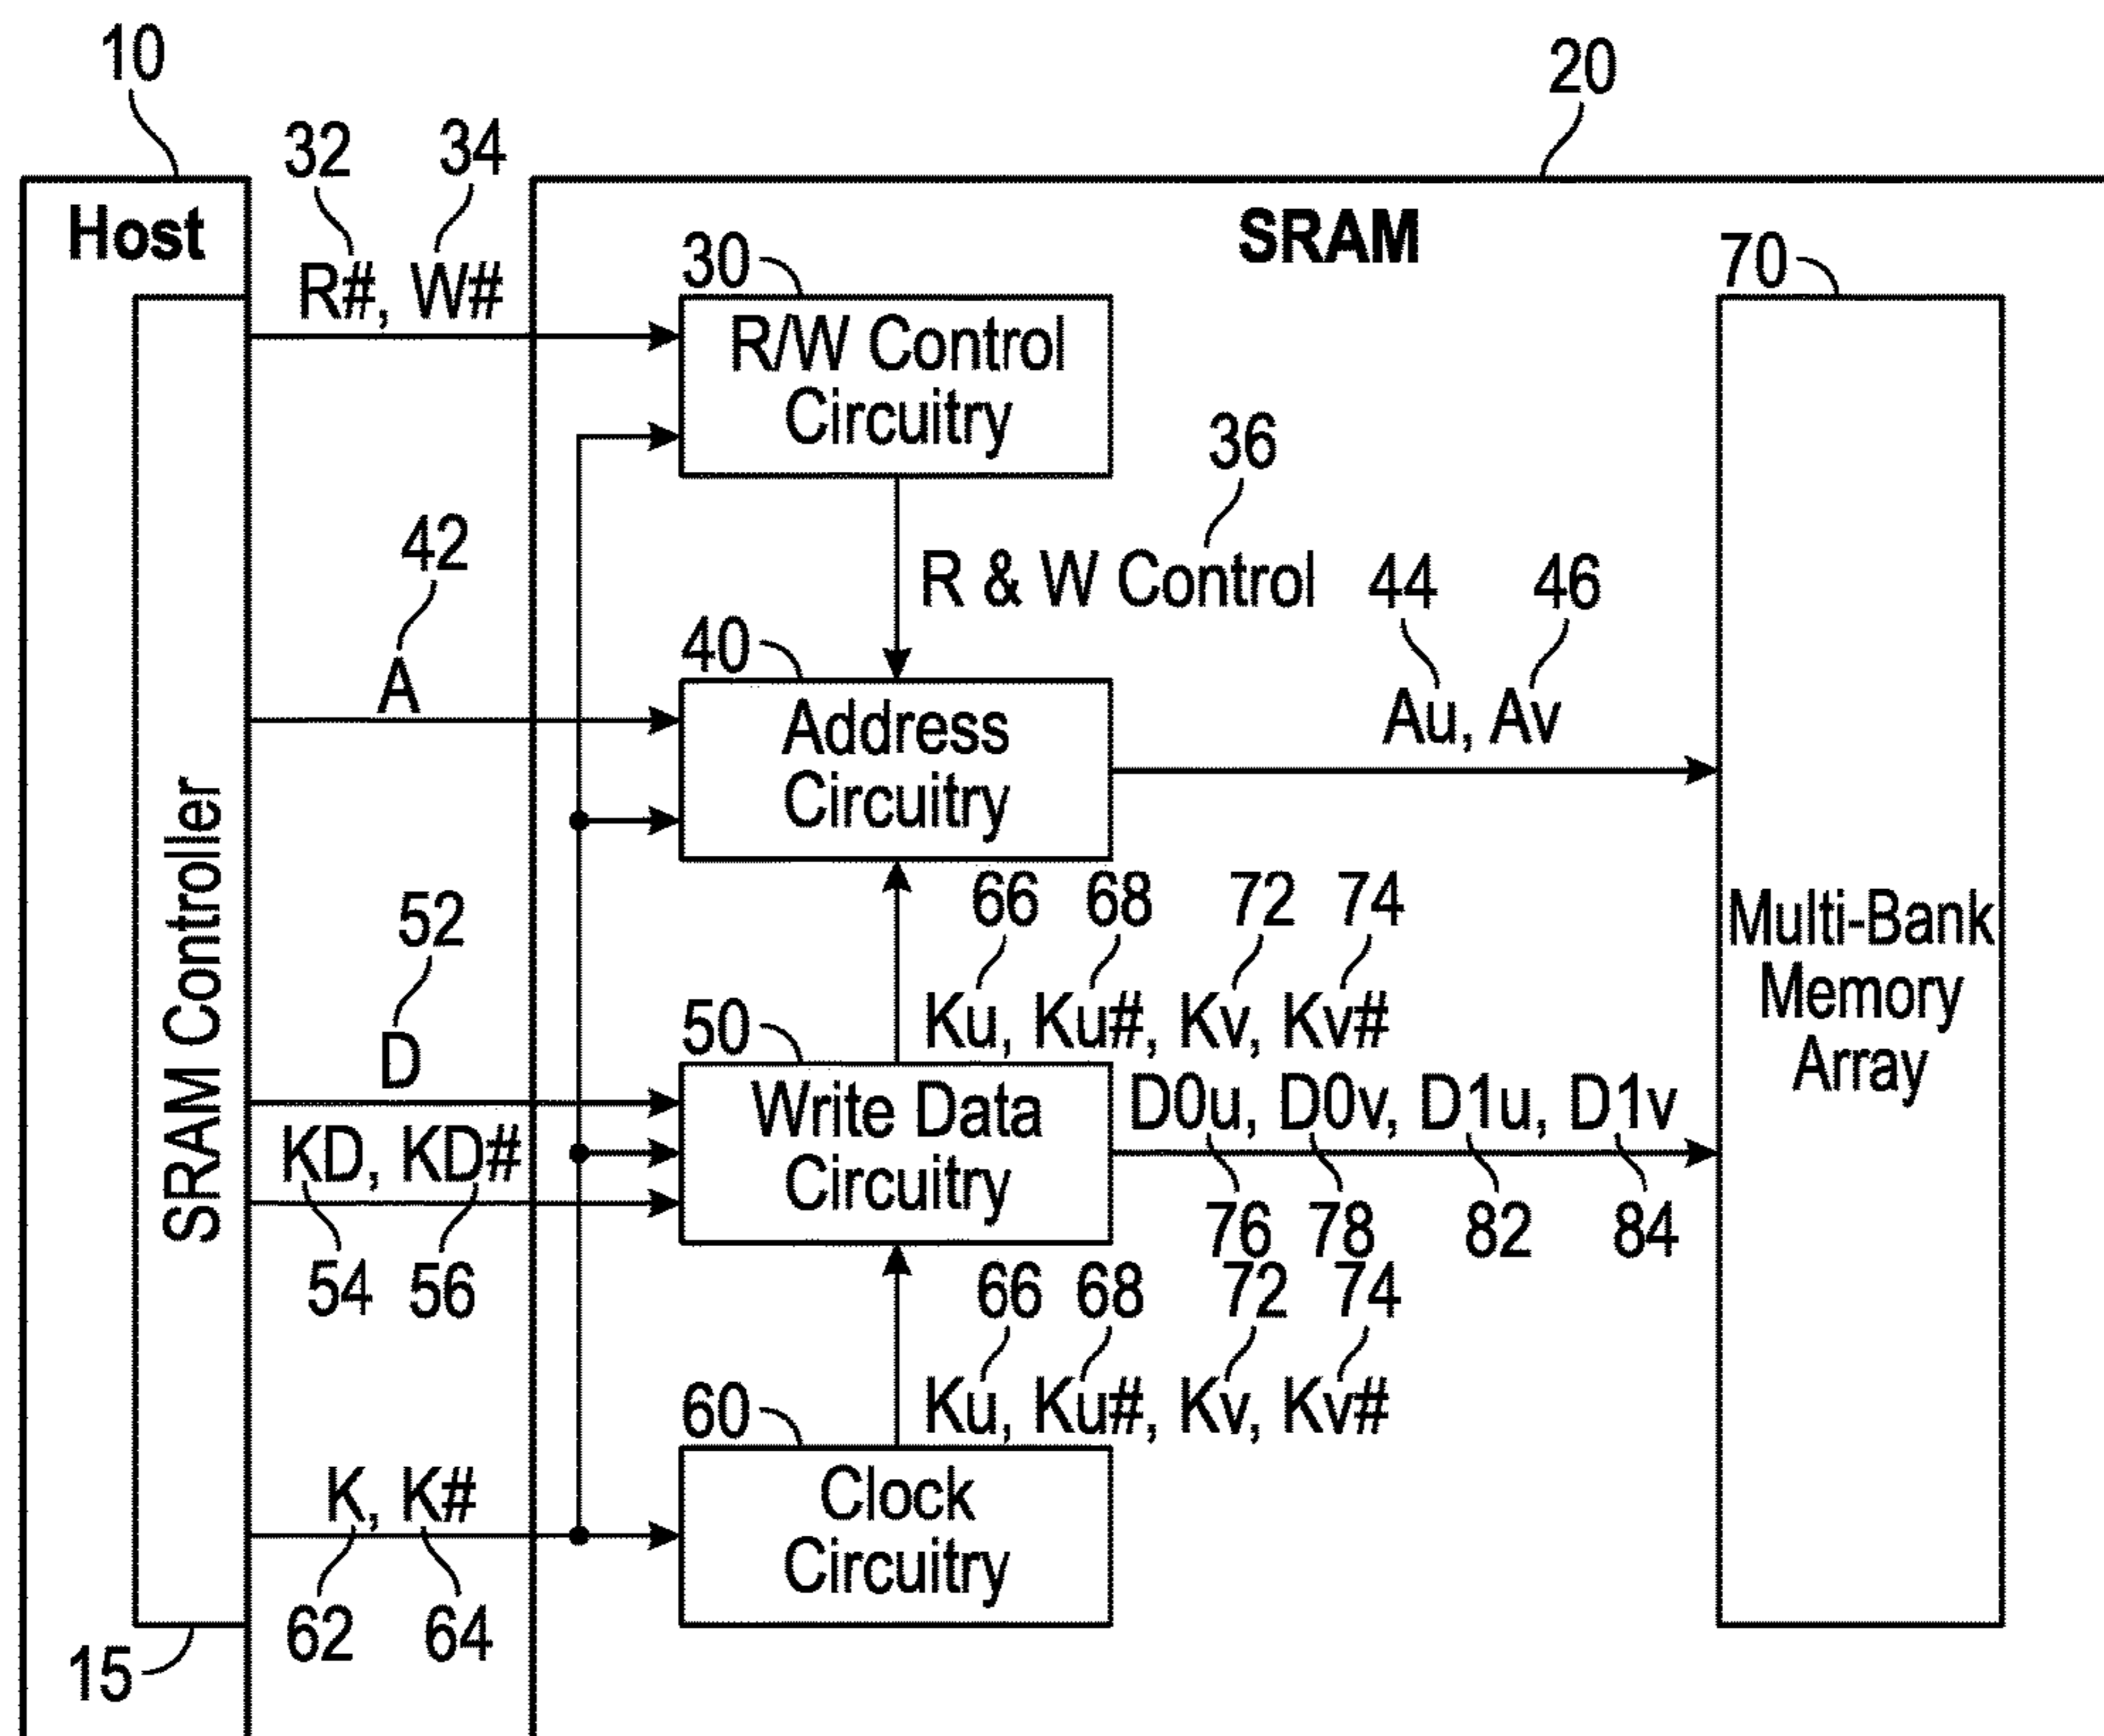 10
20
32 34
Host
SRAM
R#, W#
30
70
R/W Control
Circuitry
36
42
R & W Control
44 46
40
A
Au, Av
Address
Circuitry
SRAM Controller
52
66 68 72 74
Multi-Bank
Memory
Array
50
Ku, Ku#, Kv, Kv#
D
Write Data
Circuitry
D0u, D0v, D1u, D1v
KD, KD#
76 78 82 84
54 56
66 68 72 74
60
Ku, Ku#, Kv, Kv#
K, K#
Clock
Circuitry
62 64
15